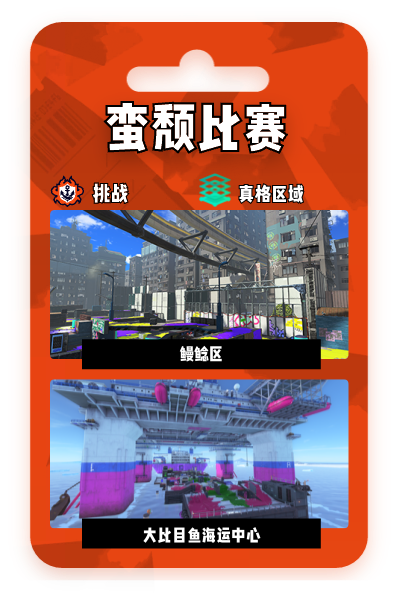 蛮颓比赛
挑战
真格区域
鳗鲶区
大比目鱼海运中心